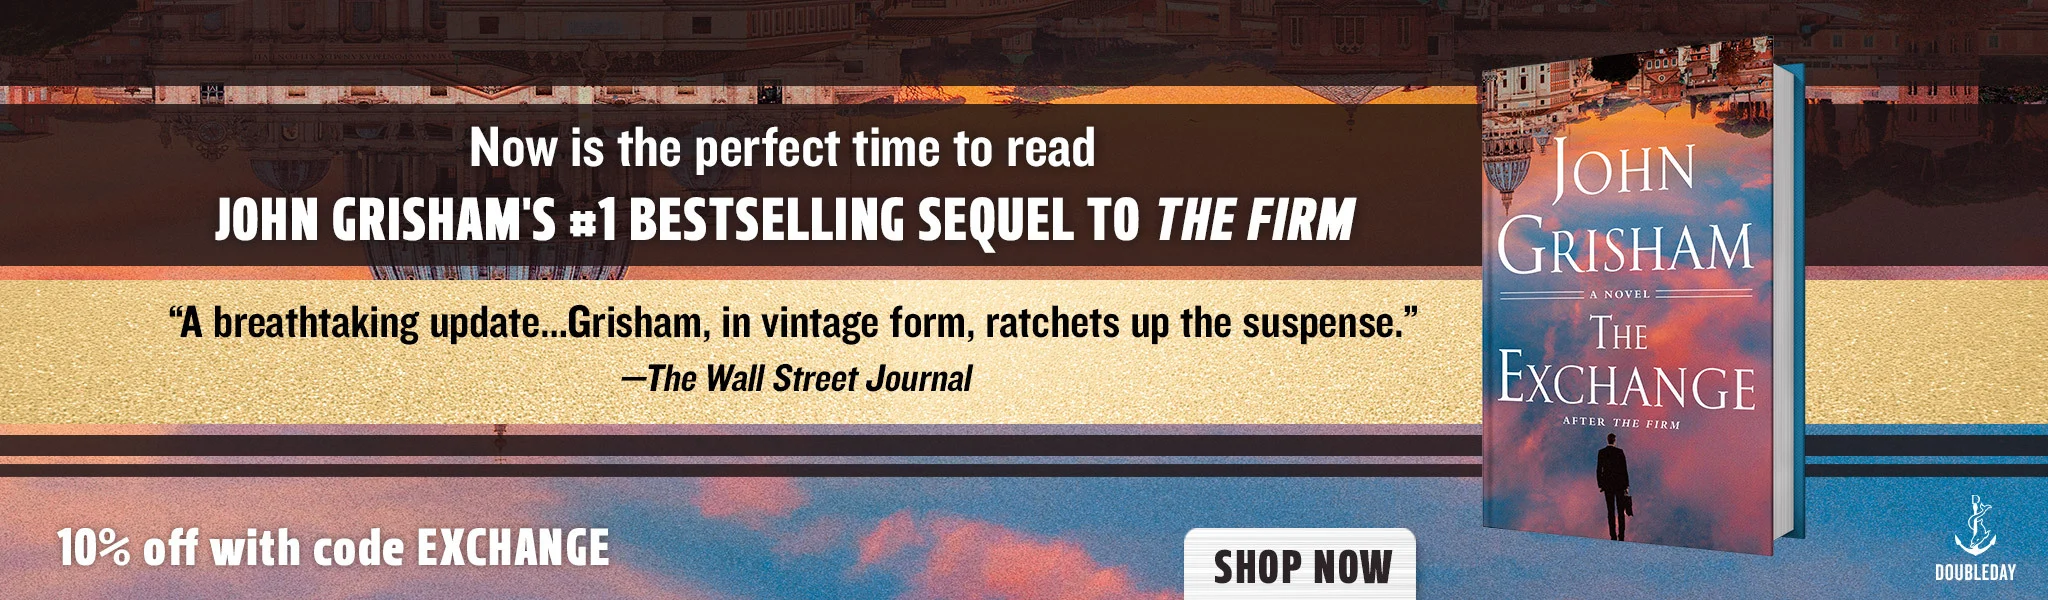 Now is the perfect time to read
JOHN GRISHAM'S #1 BESTSELLING SEQUEL TO THE FIRM
“A breathtaking update...Grisham, in vintage form, ratchets up the suspense.”
—The Wall Street Journal
10% off with code EXCHANGE
SHOP NOW
JOHN
GRISHAM
A NOVEL
THE
EXCHANGE
AFTER THE FIRM
D
DOUBLEDAY